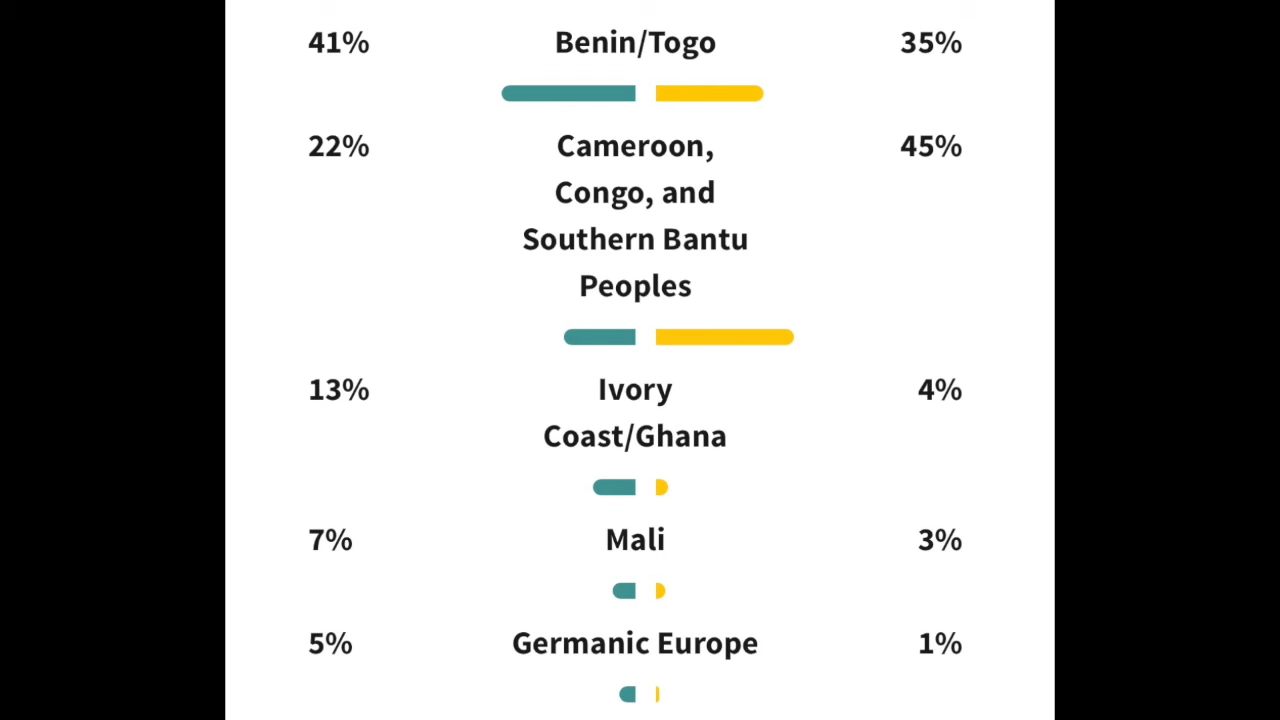 41% Benin/Togo 35%
22% Cameroon, 45%
Congo, and
Southern Bantu
Peoples
13% Ivory 4%
Coast/Ghana
7% Mali 3%
5% Germanic Europe 1%